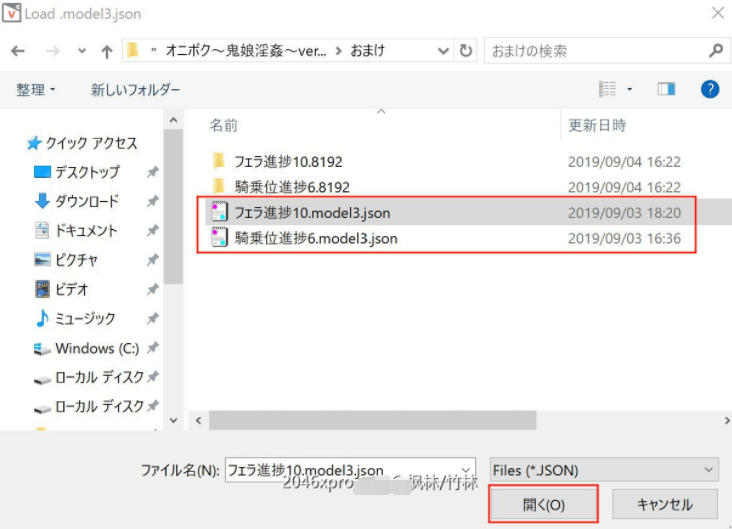 Load .model3.json
オニボク~鬼娘淫姦~ver... › おまけ
おまけの検索
整理
新しいフォルダー
名前
更新日時
クイック アクセス
デスクトップ
ダウンロード
ドキュメント
ピクチャ
ビデオ
ミュージック
Windows (C:)
ローカル ディスク
ローカル ディスク
フェラ進捗10.8192
2019/09/04 16:22
騎乗位進捗6.8192
2019/09/04 16:22
フェラ進捗10.model3.json
2019/09/03 18:20
騎乗位進捗6.model3.json
2019/09/03 16:36
ファイル名(N):
フェラ進捗10.model3.json
Files (*.JSON)
2046xpro
枫林/竹林
開く(O)
キャンセル